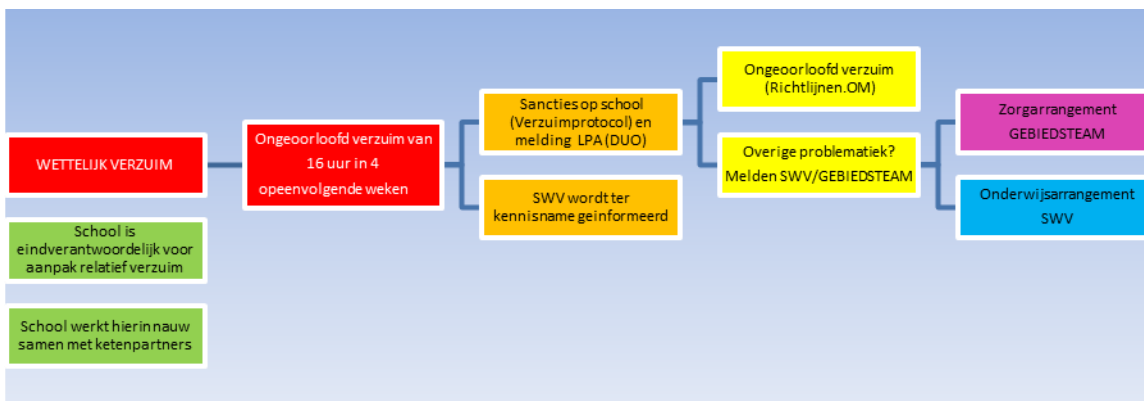 WETTELIJK VERZUIM
School is
eindverantwoordelijk voor
aanpak relatief verzuim
School werkt hierin nauw
samen met ketenpartners
Ongeoorloofd verzuim van
16 uur in 4
opeenvolgende weken
Sancties op school
(Verzuimprotocol) en
melding LPA (DUO)
SWV wordt ter
kennisname geinformeerd
Ongeoorloofd verzuim
(Richtlijnen.OM)
Overige problematiek?
Melden SWV/GEBIEDSTEAM
Zorgarrangement
GEBIEDSTEAM
Onderwijsarrangement
SWV